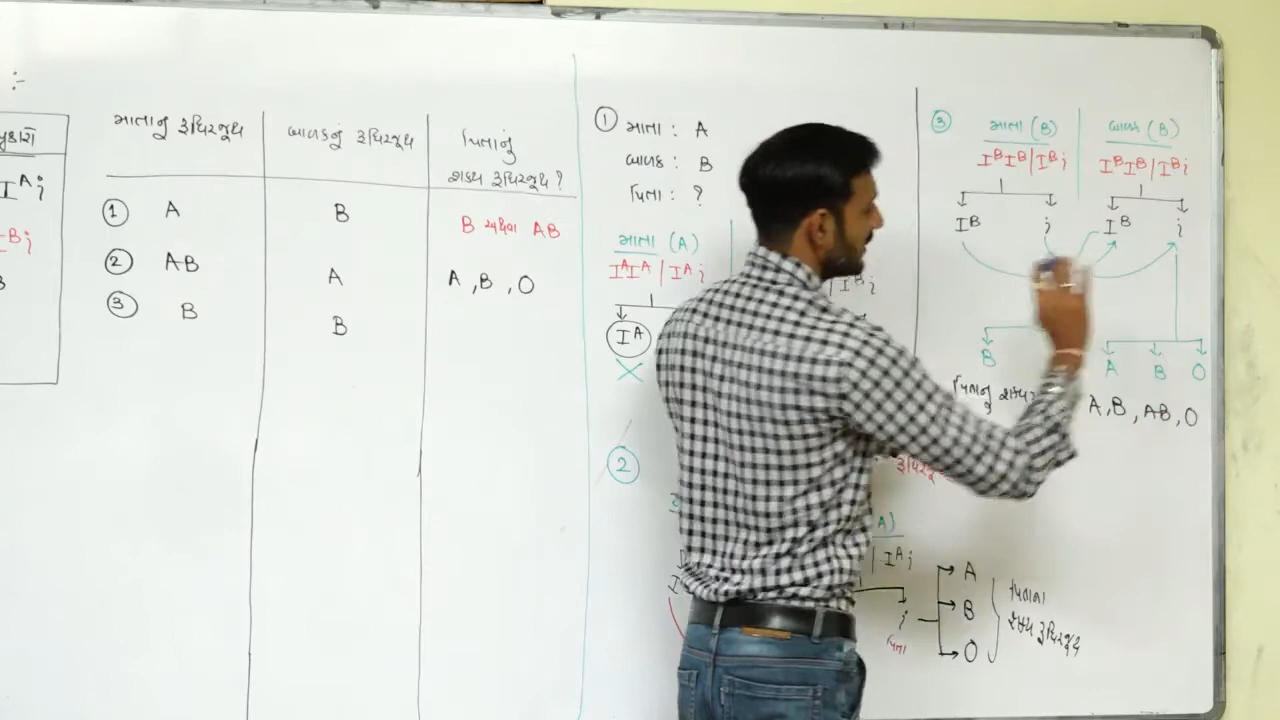 :-
I^A i
માતાનું રૂધિરજૂથ
બાળકનું રૂધિરજૂથ
પિતાનું
શક્ય રૂધિરજૂથ?
① A B B અથવા AB
② AB A A, B, O
③ B B
① માતા : A
બાળક : B
પિતા : ?
માતા (A)
I^A I^A / I^A i
I^A
X
I^B i
②
A)
/ I^A i
i
પિતા
A
B
O
પિતાના
શક્ય રૂધિરજૂથ
③ માતા (B) બાળક (B)
I^B I^B / I^B i I^B I^B / I^B i
I^B i I^B i
B A B O
પિતાનું શક્ય
A, B, AB, O